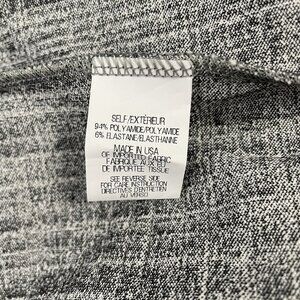 SELF/EXTÉRIEUR
94% POLYAMIDE/POLYAMIDE
6% ELASTANE/ELASTHANNE
MADE IN USA
OF IMPORTED FABRIC
FABRIQUÉ AUX EU
DE IMPORTÉE TISSUE
SEE REVERSE SIDE
FOR CARE INSTRUCTION
DIRECTIVES D'ENTRETIEN
AU VERSO